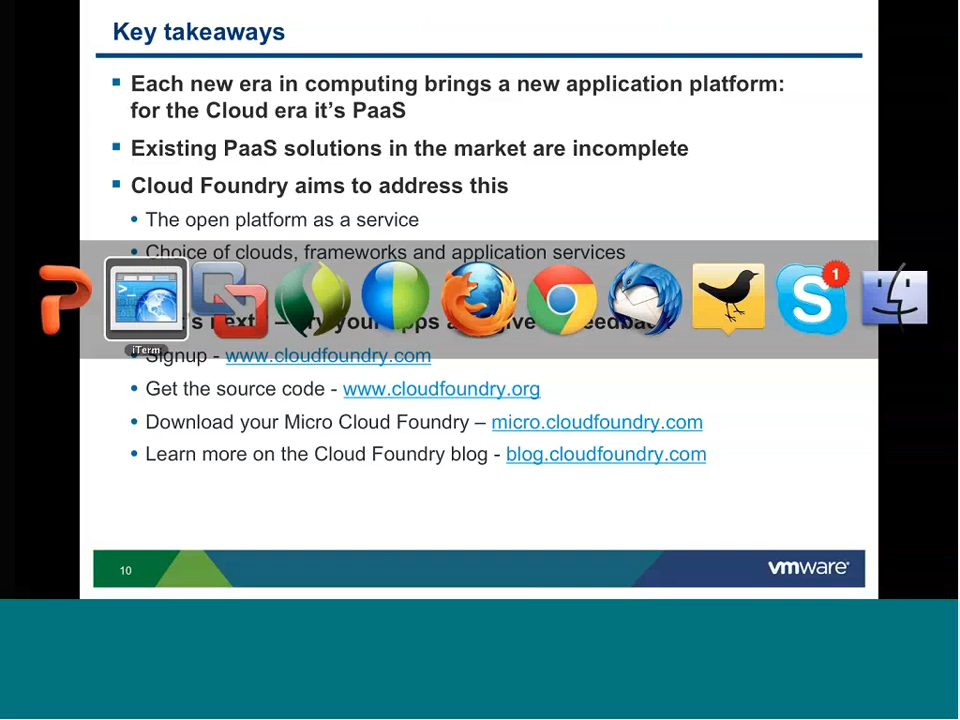 Key takeaways
Each new era in computing brings a new application platform:
for the Cloud era it's PaaS
Existing PaaS solutions in the market are incomplete
Cloud Foundry aims to address this
The open platform as a service
Choice of clouds, frameworks and application services
1
iTerm
Signup - www.cloudfoundry.com
Get the source code - www.cloudfoundry.org
Download your Micro Cloud Foundry – micro.cloudfoundry.com
Learn more on the Cloud Foundry blog - blog.cloudfoundry.com
10
vmware